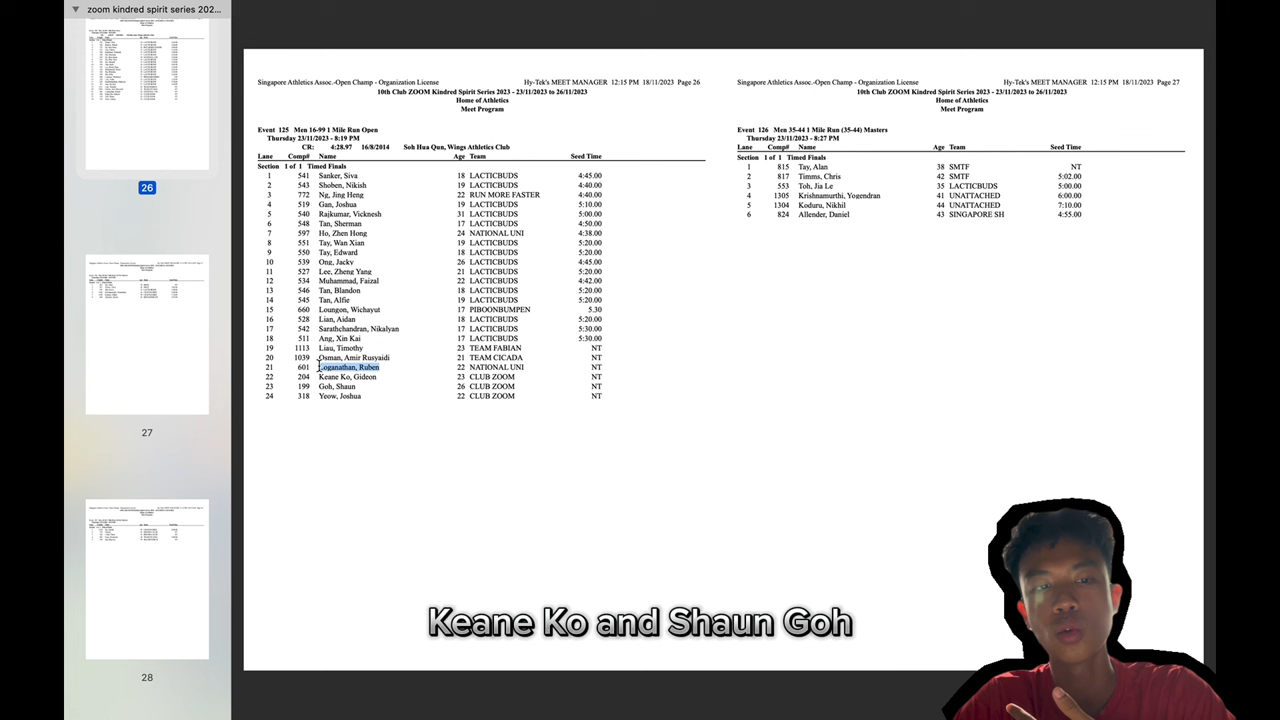 zoom kindred spirit series 202...
26
27
28
Singapore Athletics Assoc.-Open Champ - Organization License Hy-Tek's MEET MANAGER 12:15 PM 18/11/2023 Page 26
10th Club ZOOM Kindred Spirit Series 2023 - 23/11/2023 to 26/11/2023
Home of Athletics
Meet Program
Event 125 Men 16-99 1 Mile Run Open
Thursday 23/11/2023 - 8:19 PM
CR: 4:28.97 16/8/2014 Soh Hua Qun, Wings Athletics Club
Lane Comp# Name Age Team Seed Time
Section 1 of 1 Timed Finals
1 541 Sanker, Siva 18 LACTICBUDS 4:45.00
2 543 Shoben, Nikish 19 LACTICBUDS 4:40.00
3 772 Ng, Jing Heng 22 RUN MORE FASTER 4:40.00
4 519 Gan, Joshua 19 LACTICBUDS 5:10.00
5 540 Rajkumar, Vicknesh 31 LACTICBUDS 5:00.00
6 548 Tan, Sherman 17 LACTICBUDS 4:50.00
7 597 Ho, Zhen Hong 24 NATIONAL UNI 4:38.00
8 551 Tay, Wan Xian 19 LACTICBUDS 5:20.00
9 550 Tay, Edward 18 LACTICBUDS 5:20.00
10 539 Ong, Jacky 26 LACTICBUDS 4:45.00
11 527 Lee, Zheng Yang 21 LACTICBUDS 5:20.00
12 534 Muhammad, Faizal 22 LACTICBUDS 4:42.00
13 546 Tan, Blandon 18 LACTICBUDS 5:20.00
14 545 Tan, Alfie 19 LACTICBUDS 5:20.00
15 660 Loungon, Wichayut 17 PIBOONBUMPEN 5.30
16 528 Lian, Aidan 18 LACTICBUDS 5:20.00
17 542 Sarathchandran, Nikalyan 17 LACTICBUDS 5:30.00
18 511 Ang, Xin Kai 17 LACTICBUDS 5:30.00
19 1113 Liau, Timothy 23 TEAM FABIAN NT
20 1039 Osman, Amir Rusyaidi 21 TEAM CICADA NT
21 601 Loganathan, Ruben 22 NATIONAL UNI NT
22 204 Keane Ko, Gideon 23 CLUB ZOOM NT
23 199 Goh, Shaun 26 CLUB ZOOM NT
24 318 Yeow, Joshua 22 CLUB ZOOM NT
Singapore Athletics Assoc.-Open Champ - Organization License Hy-Tek's MEET MANAGER 12:15 PM 18/11/2023 Page 27
10th Club ZOOM Kindred Spirit Series 2023 - 23/11/2023 to 26/11/2023
Home of Athletics
Meet Program
Event 126 Men 35-44 1 Mile Run (35-44) Masters
Thursday 23/11/2023 - 8:27 PM
Lane Comp# Name Age Team Seed Time
Section 1 of 1 Timed Finals
1 815 Tay, Alan 38 SMTF NT
2 817 Timms, Chris 42 SMTF 5:02.00
3 553 Toh, Jia Le 35 LACTICBUDS 5:00.00
4 1305 Krishnamurthi, Yogendran 41 UNATTACHED 6:00.00
5 1304 Koduru, Nikhil 44 UNATTACHED 7:10.00
6 824 Allender, Daniel 43 SINGAPORE SH 4:55.00
Keane Ko and Shaun Goh